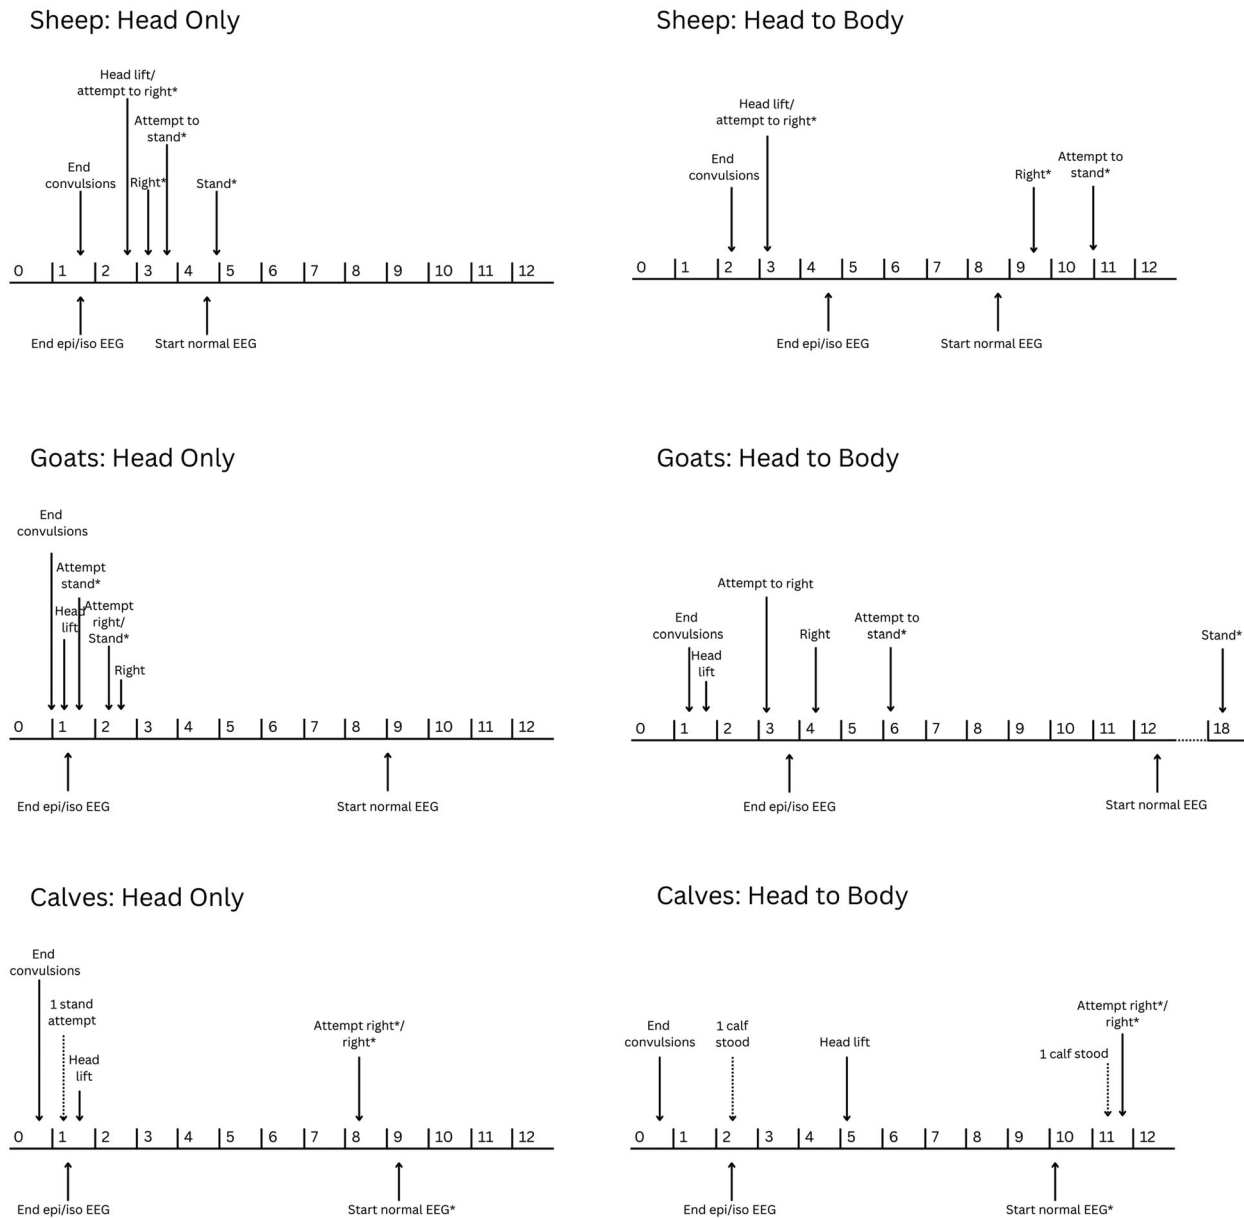 Sheep: Head Only
Head lift/
attempt to right*
Attempt to
stand*
End
convulsions
Right*
Stand*
0 1 2 3 4 5 6 7 8 9 10 11 12
End epi/iso EEG
Start normal EEG
Sheep: Head to Body
Head lift/
attempt to right*
End
convulsions
Attempt to
stand*
Right*
0 1 2 3 4 5 6 7 8 9 10 11 12
End epi/iso EEG
Start normal EEG
Goats: Head Only
End
convulsions
Attempt
stand*
Head
lift
Attempt
right/
Stand*
Right
0 1 2 3 4 5 6 7 8 9 10 11 12
End epi/iso EEG
Start normal EEG
Goats: Head to Body
Attempt to right
End
convulsions
Head
lift
Right
Attempt to
stand*
Stand*
0 1 2 3 4 5 6 7 8 9 10 11 12 18
End epi/iso EEG
Start normal EEG
Calves: Head Only
End
convulsions
1 stand
attempt
Head
lift
Attempt right*/
right*
0 1 2 3 4 5 6 7 8 9 10 11 12
End epi/iso EEG
Start normal EEG*
Calves: Head to Body
End
convulsions
1 calf
stood
Head lift
1 calf stood
Attempt right*/
right*
0 1 2 3 4 5 6 7 8 9 10 11 12
End epi/iso EEG
Start normal EEG*